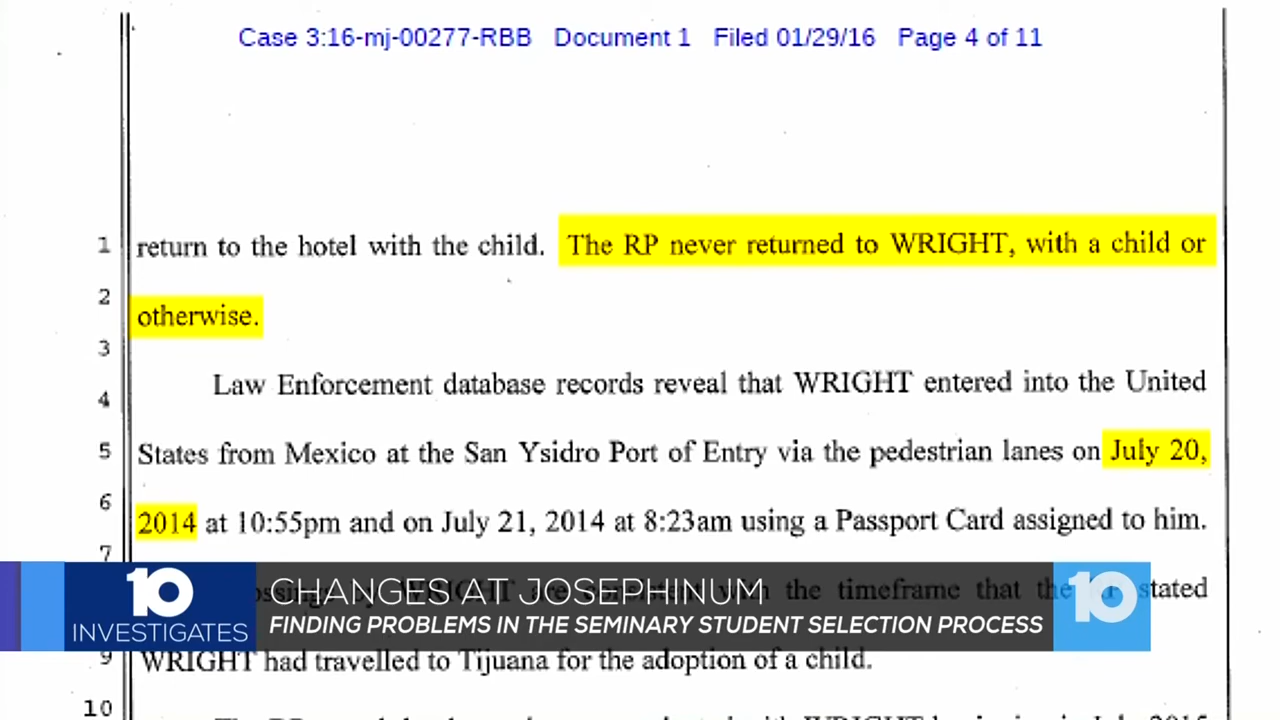 Case 3:16-mj-00277-RBB Document 1 Filed 01/29/16 Page 4 of 11
1 return to the hotel with the child. The RP never returned to WRIGHT, with a child or
2 otherwise.
3
4 Law Enforcement database records reveal that WRIGHT entered into the United
5 States from Mexico at the San Ysidro Port of Entry via the pedestrian lanes on July 20,
6 2014 at 10:55pm and on July 21, 2014 at 8:23am using a Passport Card assigned to him.
7
WRIGHT the timeframe that the stated
10 INVESTIGATES
CHANGES AT JOSEPHINUM
FINDING PROBLEMS IN THE SEMINARY STUDENT SELECTION PROCESS
10
9 WRIGHT had travelled to Tijuana for the adoption of a child.
10